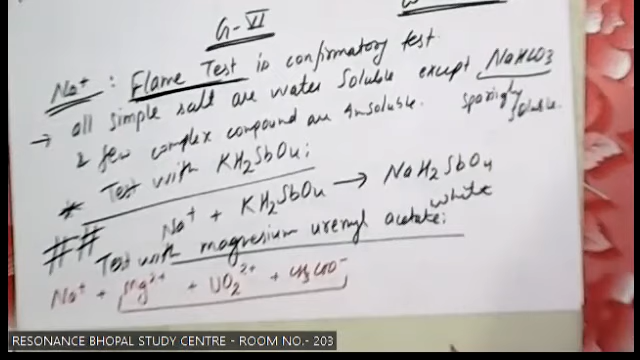 G-VI
Na⁺ : Flame Test is confirmatory test.
→ all simple salt are water soluble except NaHCO3
sparingly soluble.
& few complex compound are insoluble.
* Test with KH₂SbO₄:
Na⁺ + KH₂SbO₄ → NaH₂SbO₄
white
## Test with magnesium urenyl acetate:
Na⁺ + Mg²⁺ + UO₂²⁺ + CH₃COO⁻
RESONANCE BHOPAL STUDY CENTRE - ROOM NO.- 203